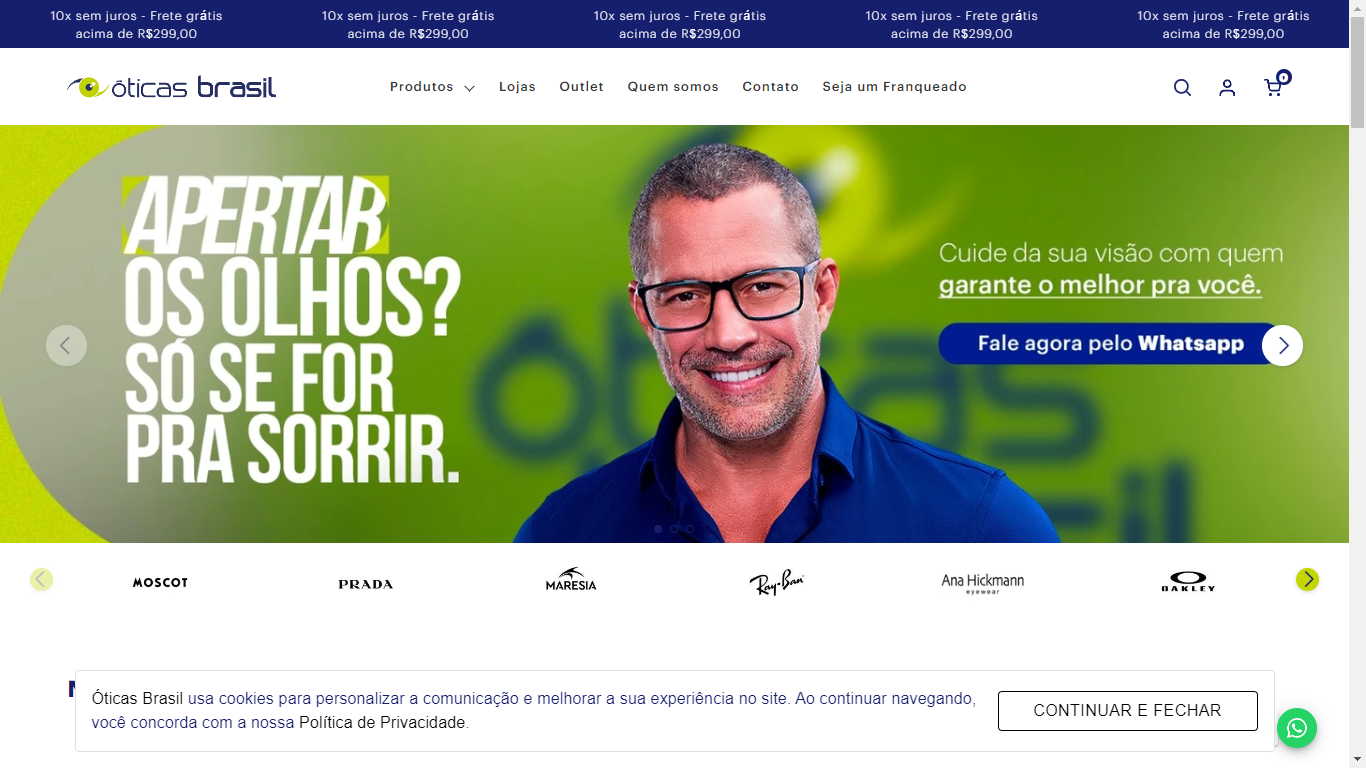 10x sem juros - Frete grátis
acima de R$299,00
10x sem juros - Frete grátis
acima de R$299,00
10x sem juros - Frete grátis
acima de R$299,00
10x sem juros - Frete grátis
acima de R$299,00
10x sem juros - Frete grátis
acima de R$299,00
óticas brasil
Produtos
Lojas
Outlet
Quem somos
Contato
Seja um Franqueado
0
APERTAR
OS OLHOS?
SÓ SE FOR
PRA SORRIR.
Cuide da sua visão com quem
garante o melhor pra você.
Fale agora pelo Whatsapp
óticas
MOSCOT
PRADA
MARESIA
Ray-Ban
Ana Hickmann
eyewear
OAKLEY
Óticas Brasil usa cookies para personalizar a comunicação e melhorar a sua experiência no site. Ao continuar navegando,
você concorda com a nossa Política de Privacidade.
CONTINUAR E FECHAR